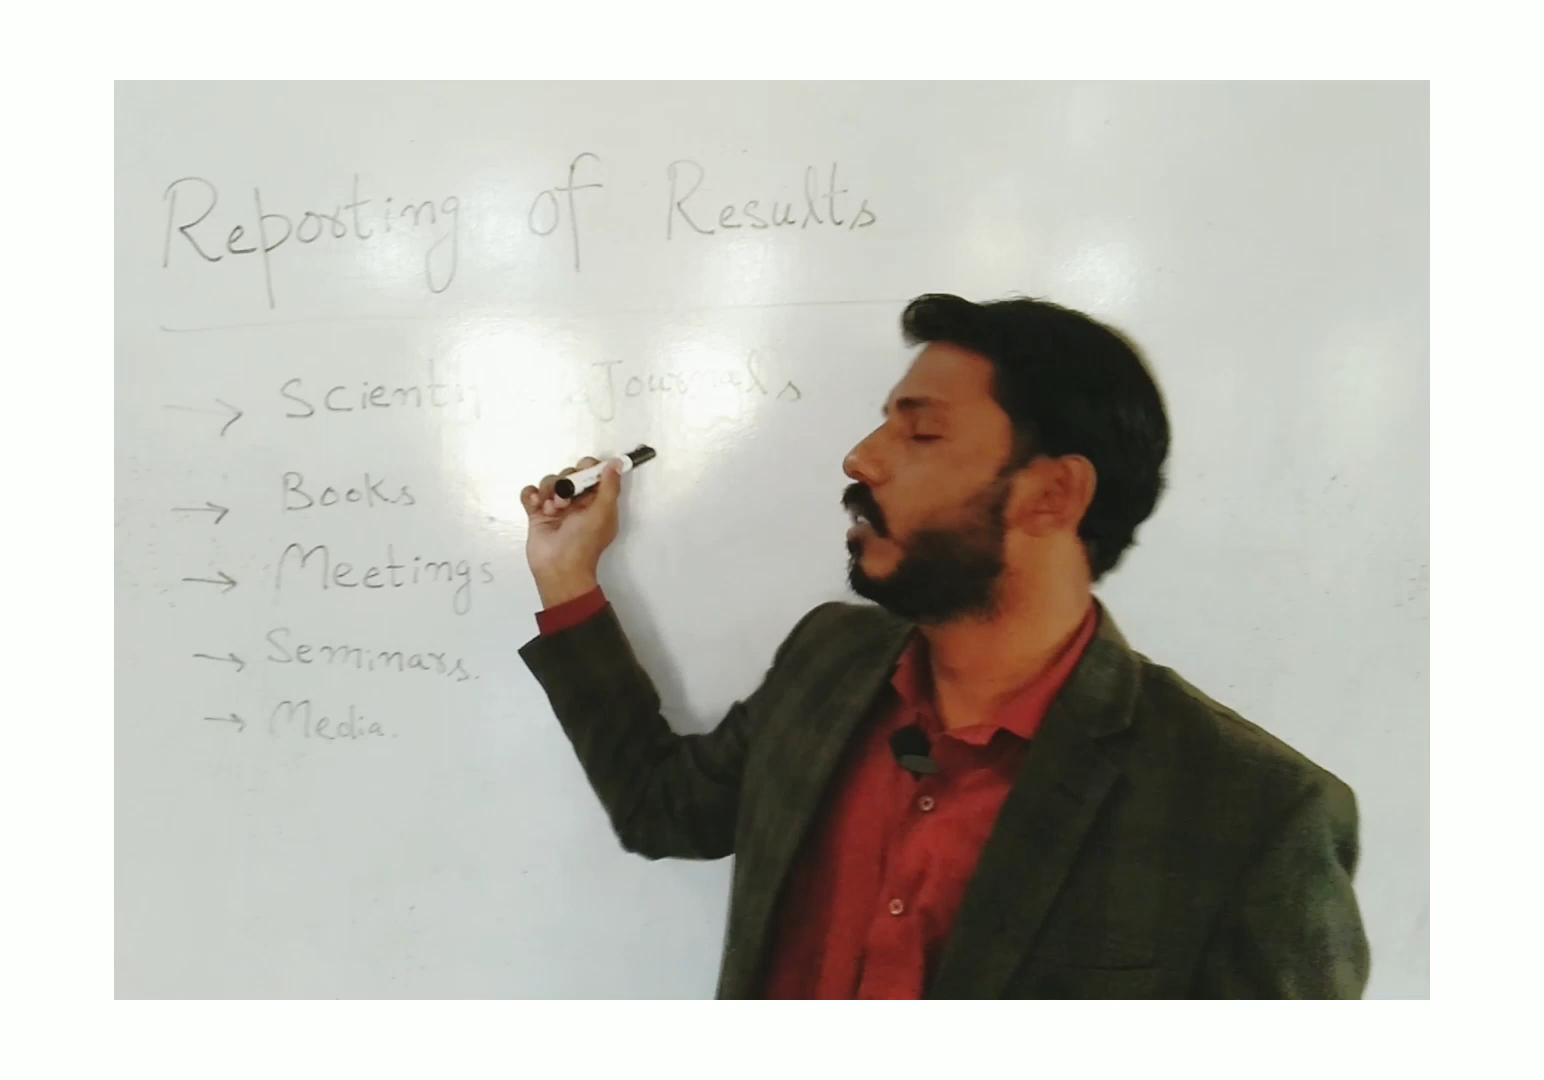 Reporting of Results
→ Journals
→ Books
→ Meetings
→ Seminars.
→ Media.